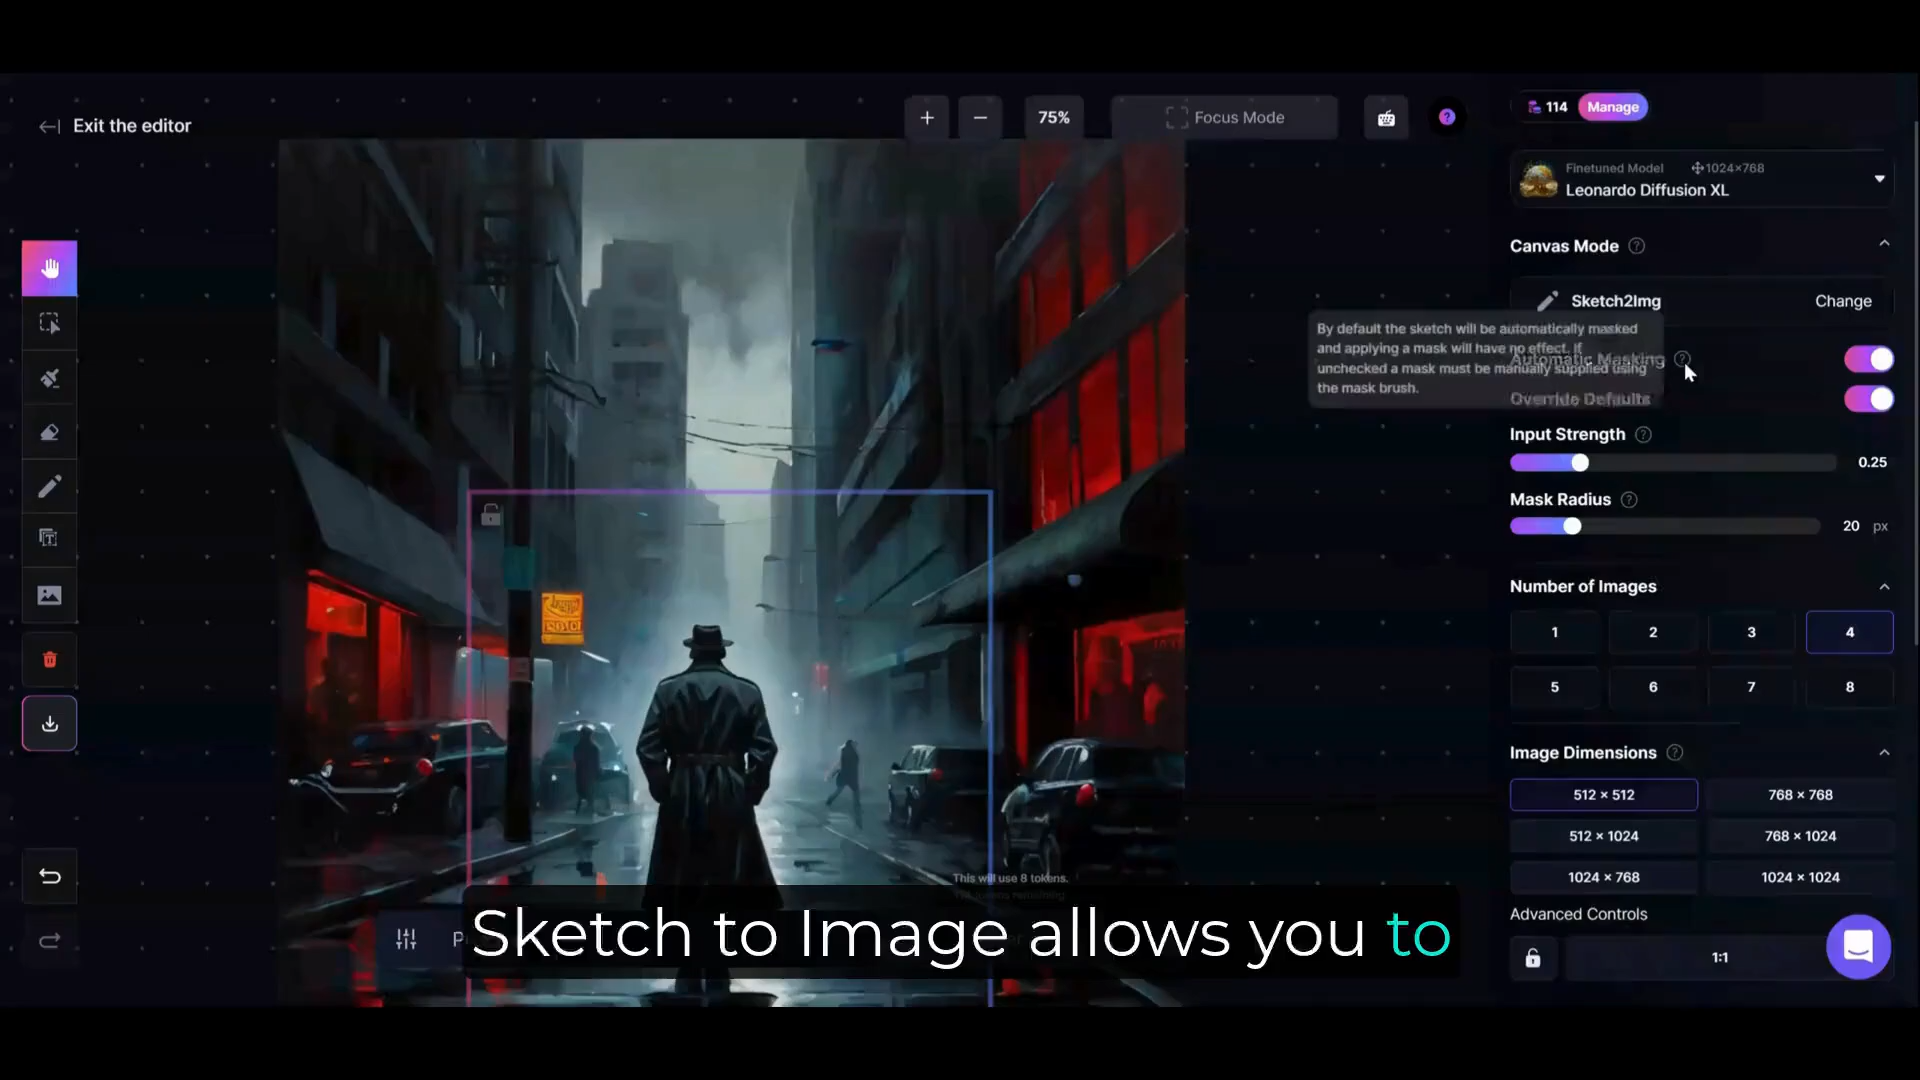 Exit the editor
75%
Focus Mode
?
114
Manage
Finetuned Model
1024×768
Leonardo Diffusion XL
Canvas Mode ?
Sketch2Img
Change
By default the sketch will be automatically masked
and applying a mask will have no effect. If
unchecked a mask must be manually supplied using
the mask brush.
Automatic Masking ?
Override Defaults
Input Strength ?
0.25
Mask Radius ?
20 px
Number of Images
1 2 3 4
5 6 7 8
Image Dimensions ?
512 × 512
768 × 768
512 × 1024
768 × 1024
1024 × 768
1024 × 1024
Advanced Controls
1:1
This will use 8 tokens.
Sketch to Image allows you to